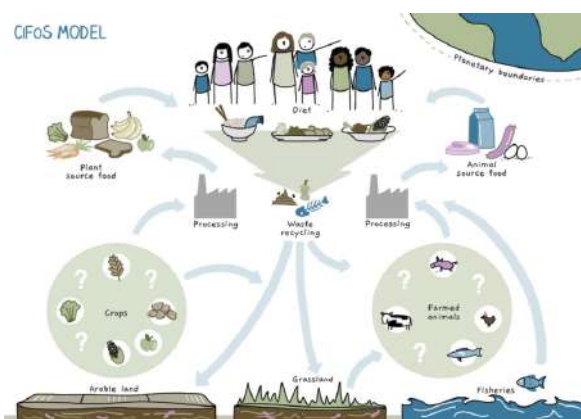 CiFoS MODEL
Planetary boundaries
Diet
Plant
source food
Animal
source food
Processing
Waste
recycling
Processing
?
?
Crops
?
?
?
?
Farmed
animals
?
?
Arable land
Grassland
Fisheries